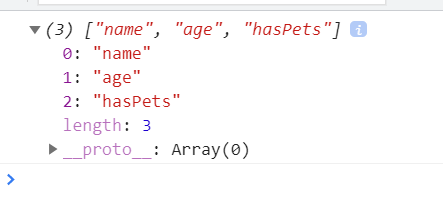 (3) ["name", "age", "hasPets"] i
0: "name"
1: "age"
2: "hasPets"
length: 3
__proto__: Array(0)